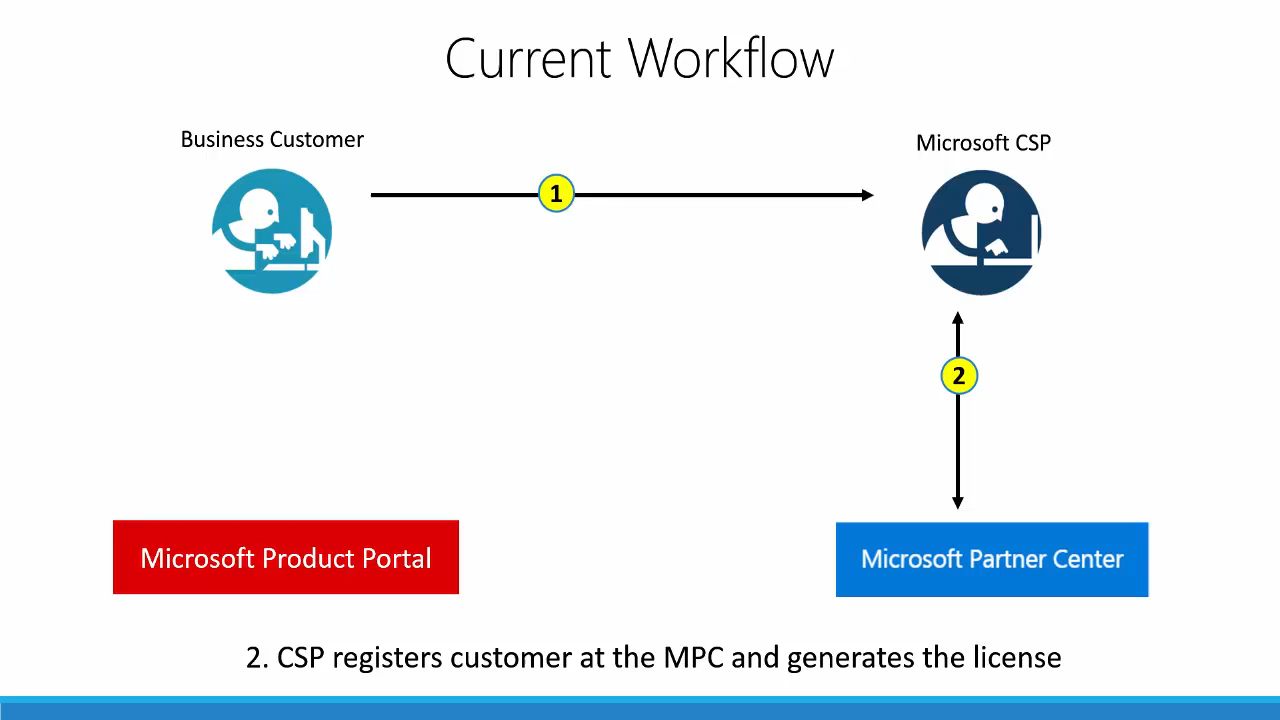 Current Workflow
Business Customer
Microsoft CSP
1
2
Microsoft Product Portal
Microsoft Partner Center
2. CSP registers customer at the MPC and generates the license